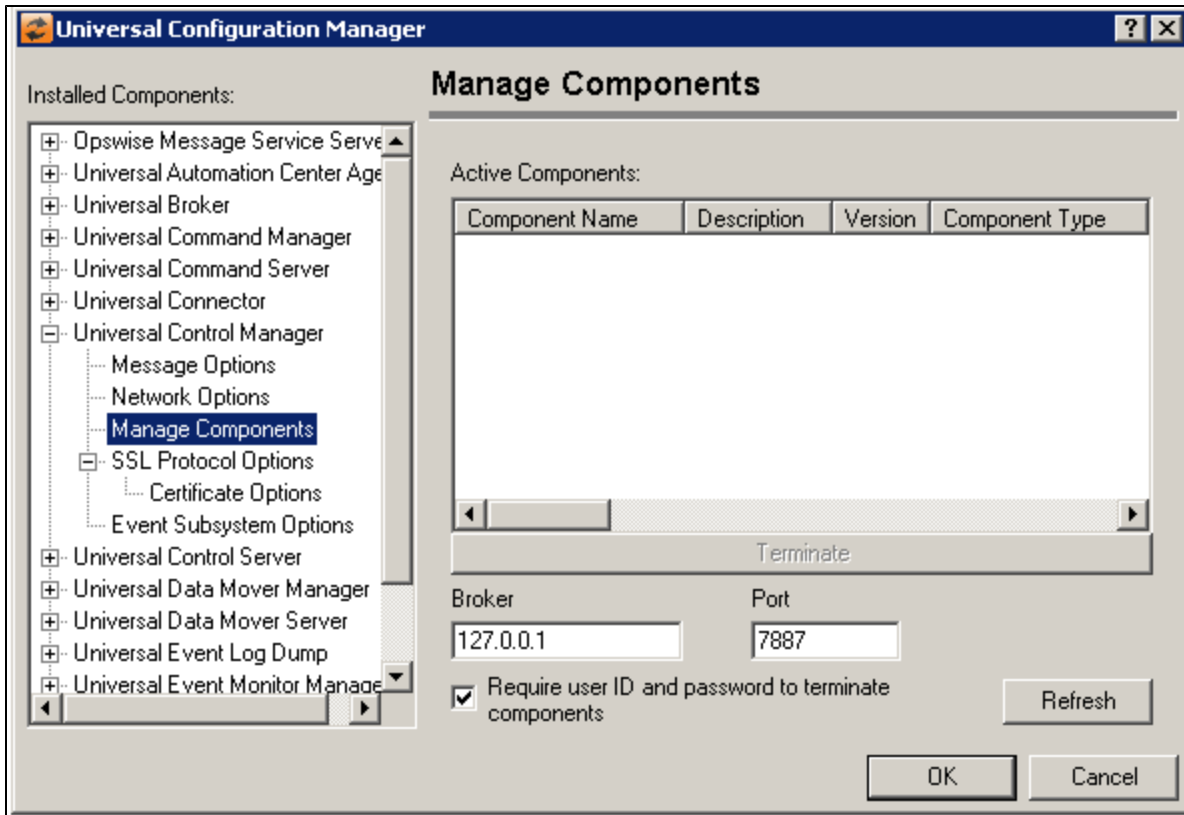 Universal Configuration Manager
Installed Components:
Opswise Message Service Serve
Universal Automation Center Age
Universal Broker
Universal Command Manager
Universal Command Server
Universal Connector
Universal Control Manager
Message Options
Network Options
Manage Components
SSL Protocol Options
Certificate Options
Event Subsystem Options
Universal Control Server
Universal Data Mover Manager
Universal Data Mover Server
Universal Event Log Dump
Universal Event Monitor Manage
Manage Components
Active Components:
Component Name Description Version Component Type
Terminate
Broker Port
127.0.0.1 7887
Require user ID and password to terminate
components
Refresh
OK Cancel